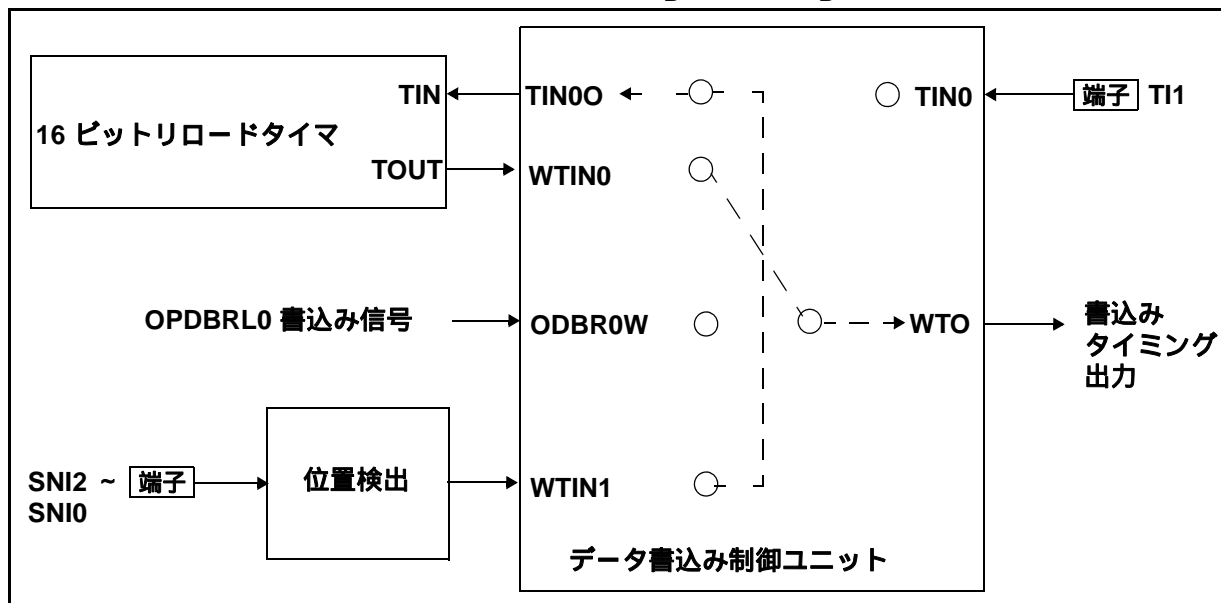 TIN
TIN0O
TIN0
端子 TI1
16 ビットリロードタイマ
TOUT
WTIN0
OPDBRL0 書込み信号
ODBR0W
WTO
書込み
タイミング
出力
SNI2 ~ 端子
SNI0
位置検出
WTIN1
データ書込み制御ユニット